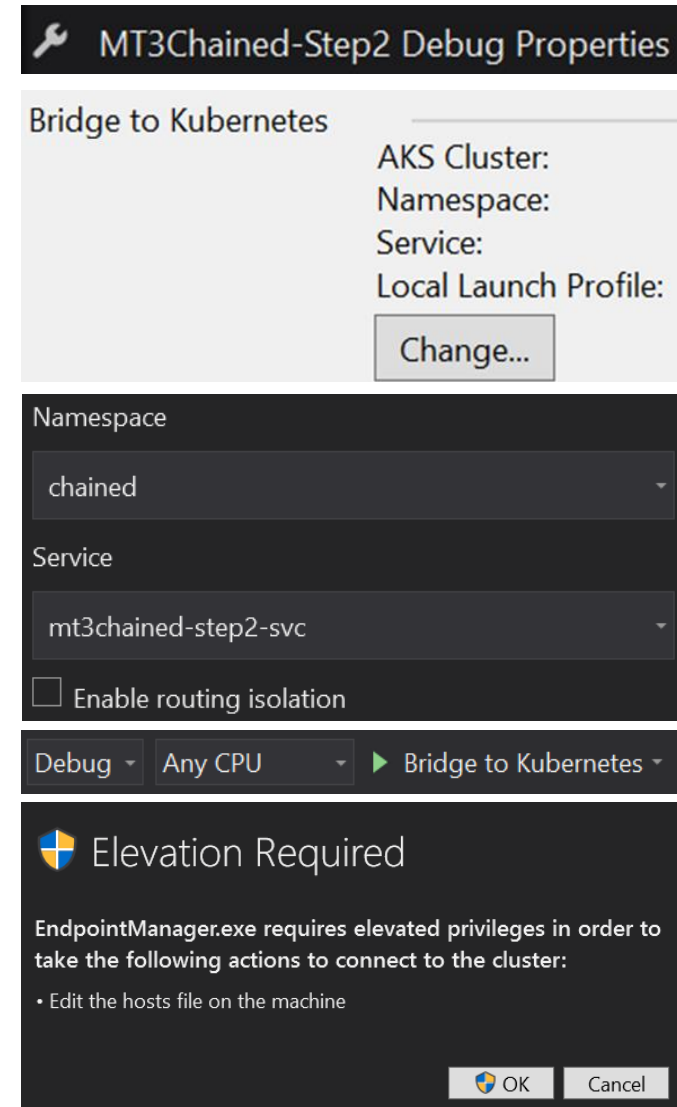 MT3Chained-Step2 Debug Properties
Bridge to Kubernetes
AKS Cluster:
Namespace:
Service:
Local Launch Profile:
Change...
Namespace
chained
Service
mt3chained-step2-svc
Enable routing isolation
Debug Any CPU Bridge to Kubernetes
Elevation Required
EndpointManager.exe requires elevated privileges in order to
take the following actions to connect to the cluster:
• Edit the hosts file on the machine
OK Cancel